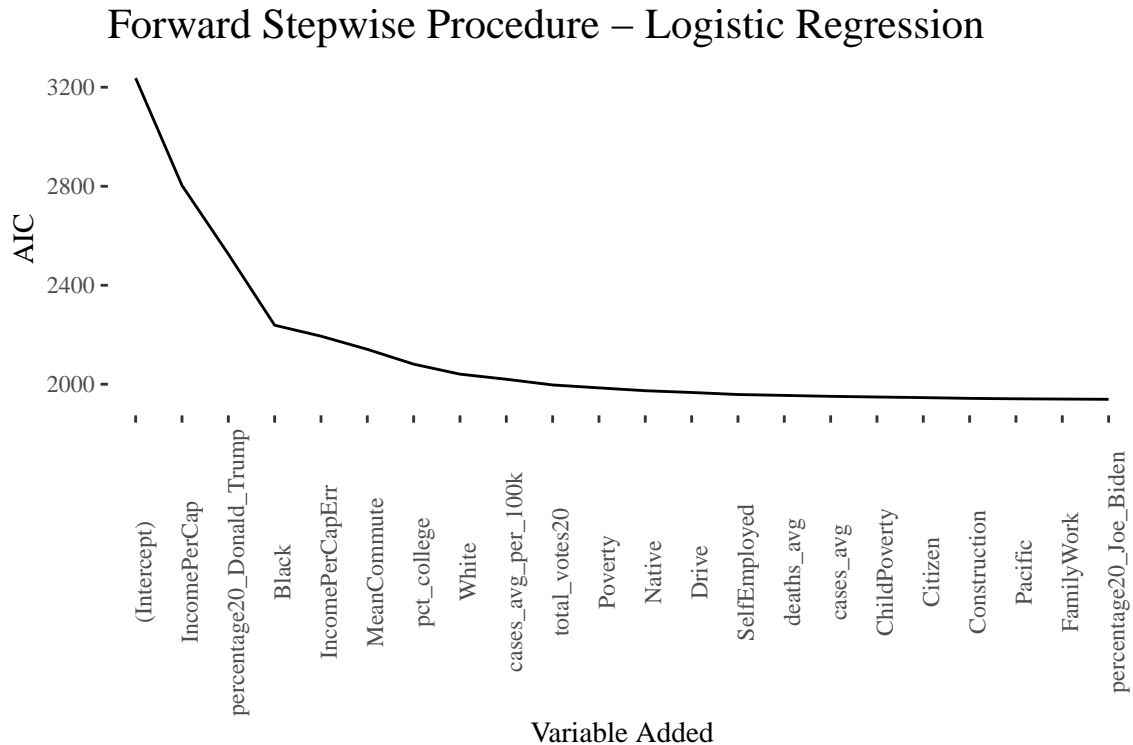 Forward Stepwise Procedure – Logistic Regression
3200
2800
2400
2000
AIC
(Intercept)
IncomePerCap
percentage20_Donald_Trump
Black
IncomePerCapErr
MeanCommute
pct_college
White
cases_avg_per_100k
total_votes20
Poverty
Native
Drive
SelfEmployed
deaths_avg
cases_avg
ChildPoverty
Citizen
Construction
Pacific
FamilyWork
percentage20_Joe_Biden
Variable Added